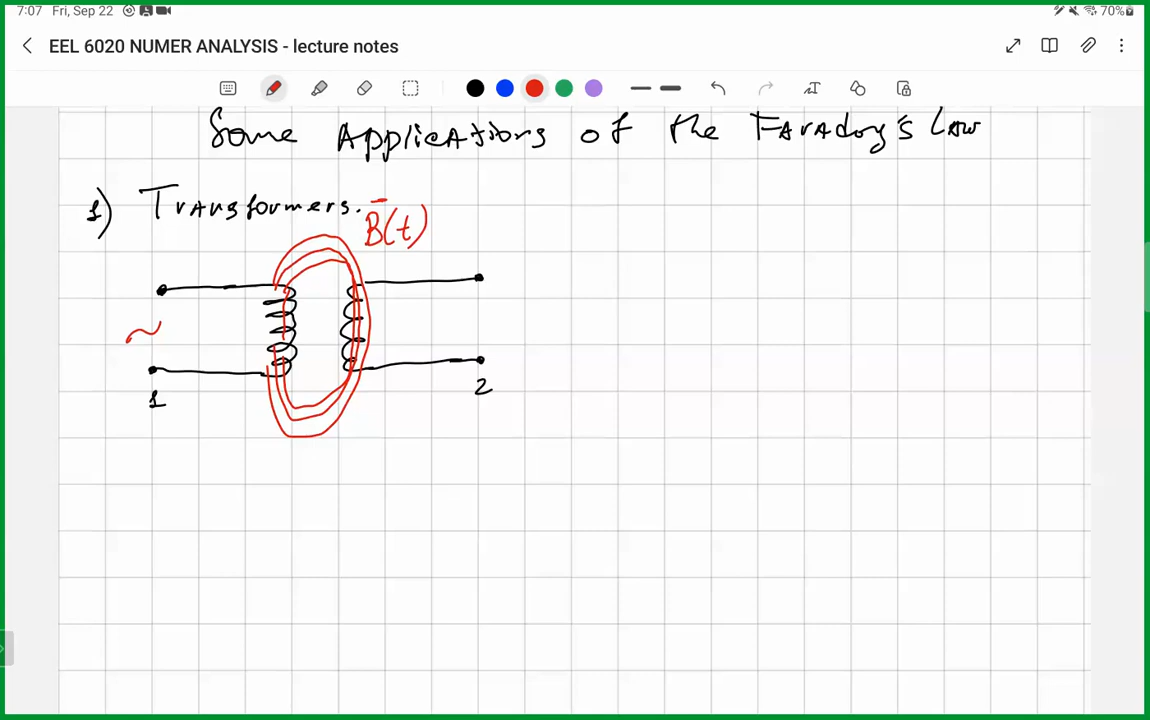 7:07 Fri, Sep 22
70%
EEL 6020 NUMER ANALYSIS - lecture notes
Some Applications of the Faraday's Law
1) Transformers.
B̄(t)
~
1
2